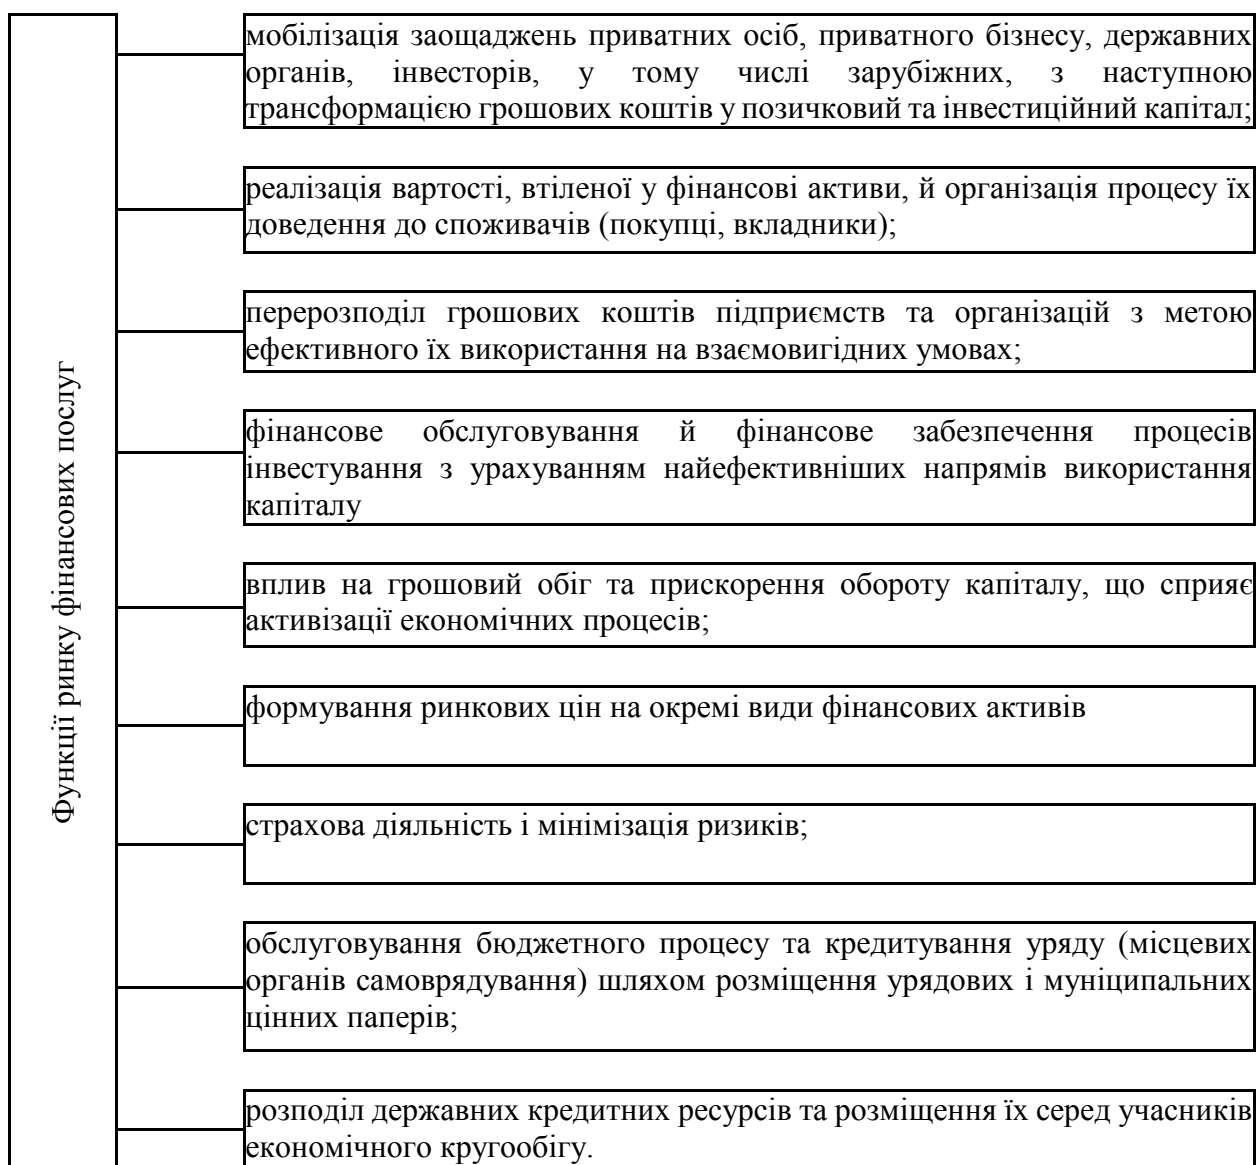 Функції ринку фінансових послуг
мобілізація заощаджень приватних осіб, приватного бізнесу, державних
органів, інвесторів, у тому числі зарубіжних, з наступною
трансформацією грошових коштів у позичковий та інвестиційний капітал;
реалізація вартості, втіленої у фінансові активи, й організація процесу їх
доведення до споживачів (покупці, вкладники);
перерозподіл грошових коштів підприємств та організацій з метою
ефективного їх використання на взаємовигідних умовах;
фінансове обслуговування й фінансове забезпечення процесів
інвестування з урахуванням найефективніших напрямів використання
капіталу
вплив на грошовий обіг та прискорення обороту капіталу, що сприяє
активізації економічних процесів;
формування ринкових цін на окремі види фінансових активів
страхова діяльність і мінімізація ризиків;
обслуговування бюджетного процесу та кредитування уряду (місцевих
органів самоврядування) шляхом розміщення урядових і муніципальних
цінних паперів;
розподіл державних кредитних ресурсів та розміщення їх серед учасників
економічного кругообігу.